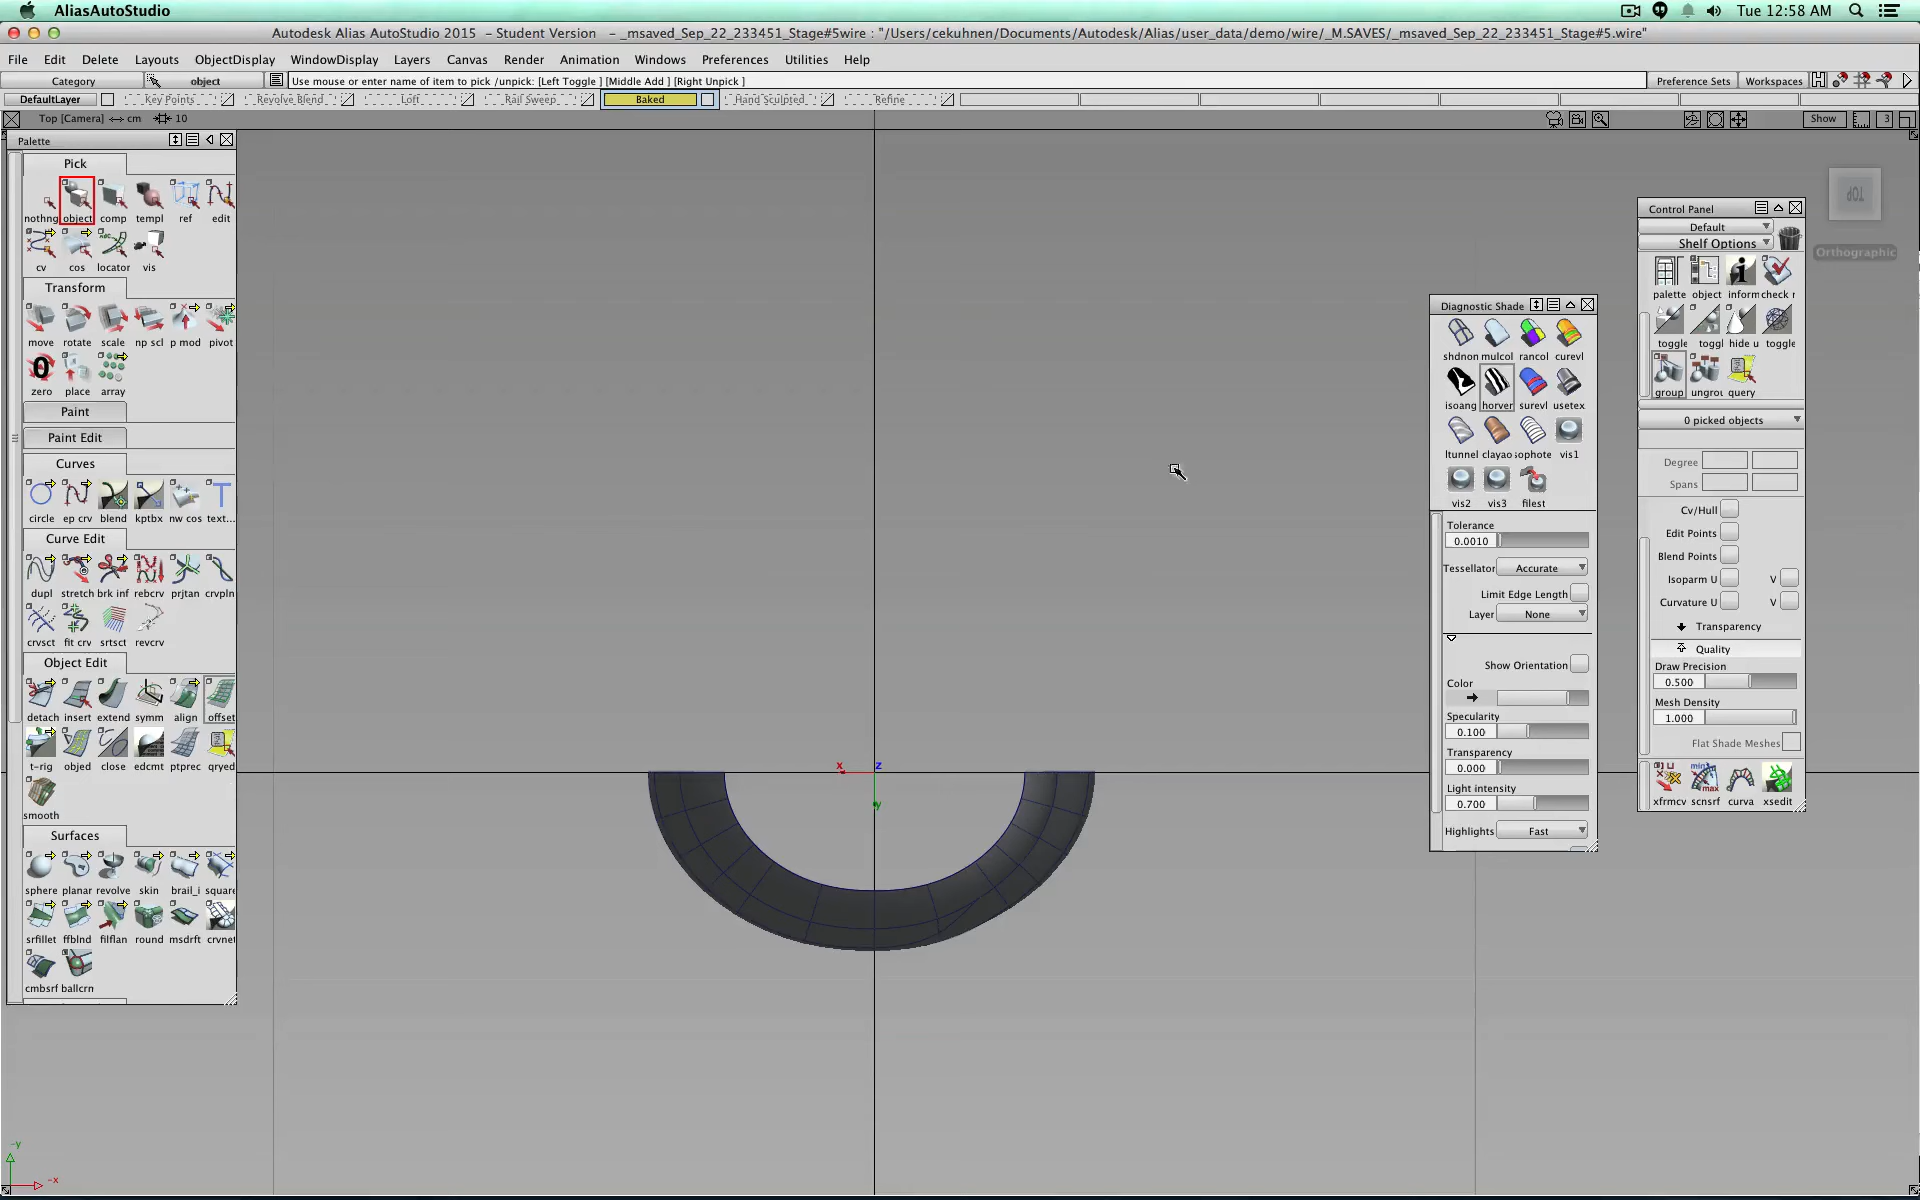 AliasAutoStudio
Tue 12:58 AM
Autodesk Alias AutoStudio 2015 - Student Version - _msaved_Sep_22_233451_Stage#5wire : "/Users/cekuhnen/Documents/Autodesk/Alias/user_data/demo/wire/_M.SAVES/_msaved_Sep_22_233451_Stage#5.wire"
File Edit Delete Layouts ObjectDisplay WindowDisplay Layers Canvas Render Animation Windows Preferences Utilities Help
Category object Use mouse or enter name of item to pick /unpick: [Left Toggle ] [Middle Add ] [Right Unpick ] Preference Sets Workspaces
DefaultLayer Key Points Revolve Blend Loft Rail Sweep Baked Hand Sculpted Refine
Top [Camera] cm 10 Show 3
Palette
Pick
nothng object comp templ ref edit
cv cos locator vis
Transform
move rotate scale np scl p mod pivot
zero place array
Paint
Paint Edit
Curves
circle ep crv blend kptbx nw cos text...
Curve Edit
dupl stretch brk inf rebcrv prjtan crvpln
crvsct fit crv srtsct revcrv
Object Edit
detach insert extend symm align offset
t-rig objed close edcmt ptprec qryed
smooth
Surfaces
sphere planar revolve skin brail_i square
srfillet ffblnd filflan round msdrft crvnet
cmbsrf ballcrn
x z
y
-y
-x
Diagnostic Shade
shdnon mulcol rancol curevl
isoang horver surevl usetex
ltunnel clayao sophote vis1
vis2 vis3 filest
Tolerance
0.0010
Tessellator Accurate
Limit Edge Length
Layer None
Show Orientation
Color
Specularity
0.100
Transparency
0.000
Light intensity
0.700
Highlights Fast
Control Panel
Default
Shelf Options
palette object inform check r
toggle toggl hide u toggle
group ungrou query
0 picked objects
Degree
Spans
Cv/Hull
Edit Points
Blend Points
Isoparm U V
Curvature U V
Transparency
Quality
Draw Precision
0.500
Mesh Density
1.000
Flat Shade Meshes
xfrmcv scnsrf curva xsedit
TOP
Orthographic